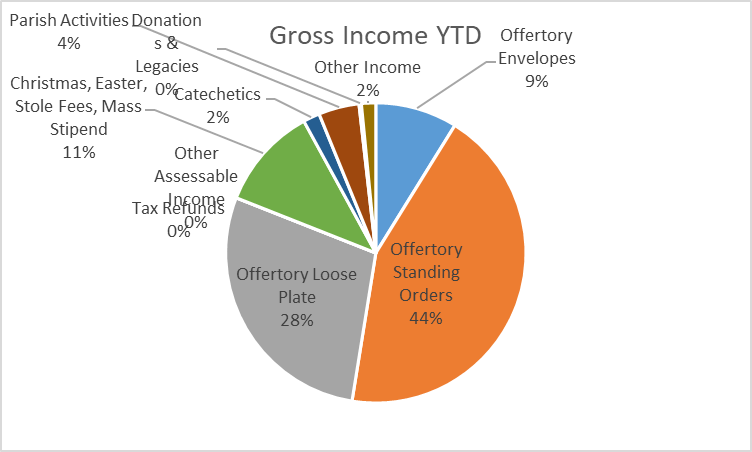 Gross Income YTD
Offertory
Envelopes
9%
Offertory
Standing
Orders
44%
Offertory Loose
Plate
28%
Tax Refunds
0%
Other
Assessable
Income
0%
Christmas, Easter,
Stole Fees, Mass
Stipend
11%
Catechetics
2%
Parish Activities
4%
Donation
s &
Legacies
0%
Other Income
2%